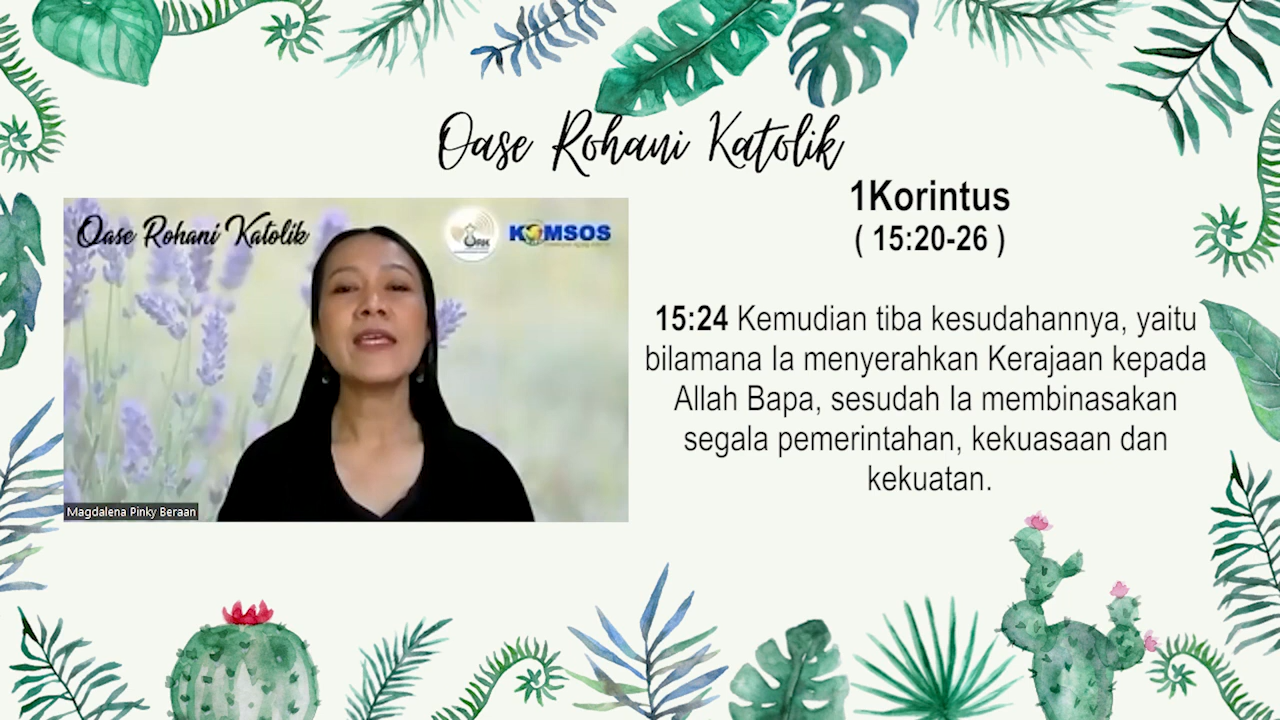 Oase Rohani Katolik
1Korintus
( 15:20-26 )
Oase Rohani Katolik
KOMSOS
15:24 Kemudian tiba kesudahannya, yaitu
bilamana Ia menyerahkan Kerajaan kepada
Allah Bapa, sesudah Ia membinasakan
segala pemerintahan, kekuasaan dan
kekuatan.
Magdalena Pinky Beraan